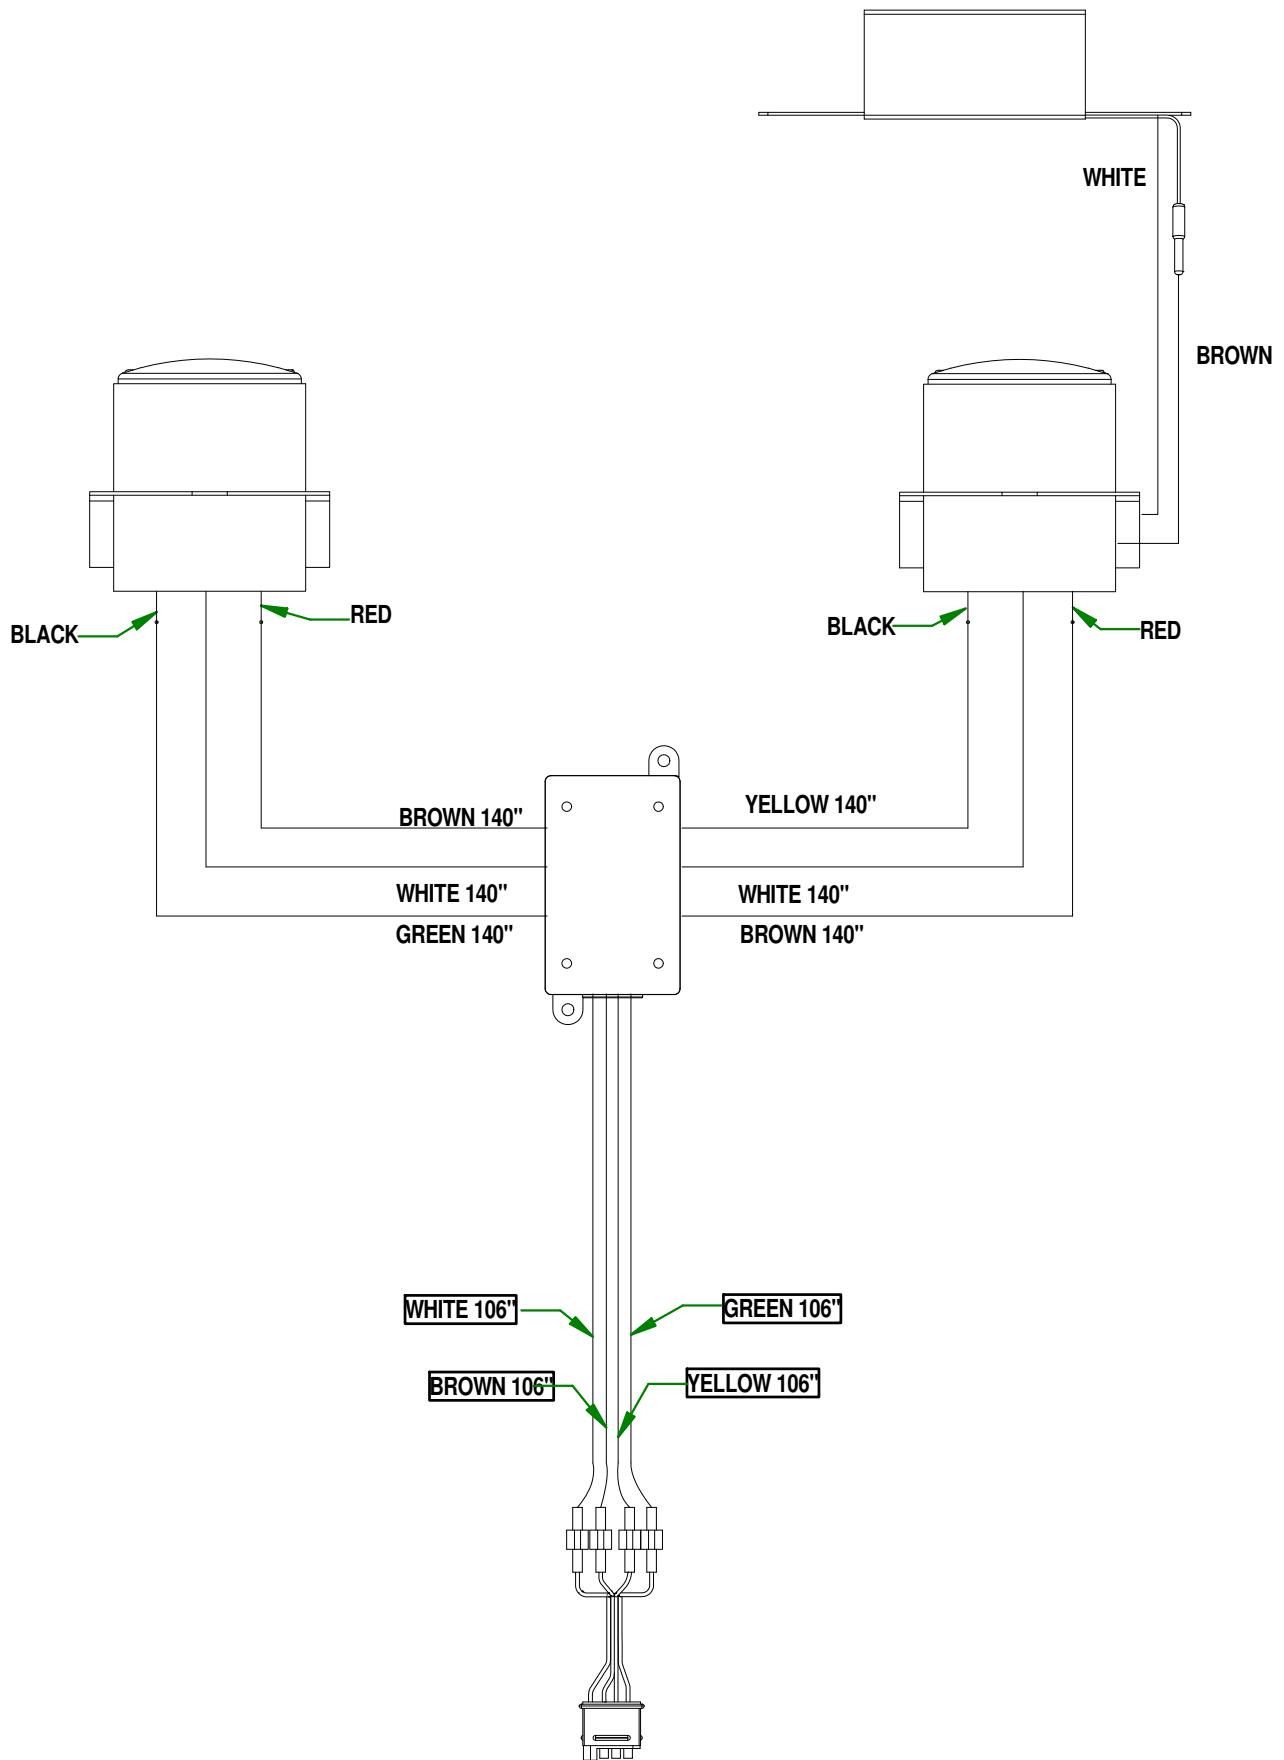 WHITE
BROWN
BLACK
RED
BLACK
RED
BROWN 140"
YELLOW 140"
WHITE 140"
WHITE 140"
GREEN 140"
BROWN 140"
WHITE 106"
GREEN 106"
BROWN 106"
YELLOW 106"